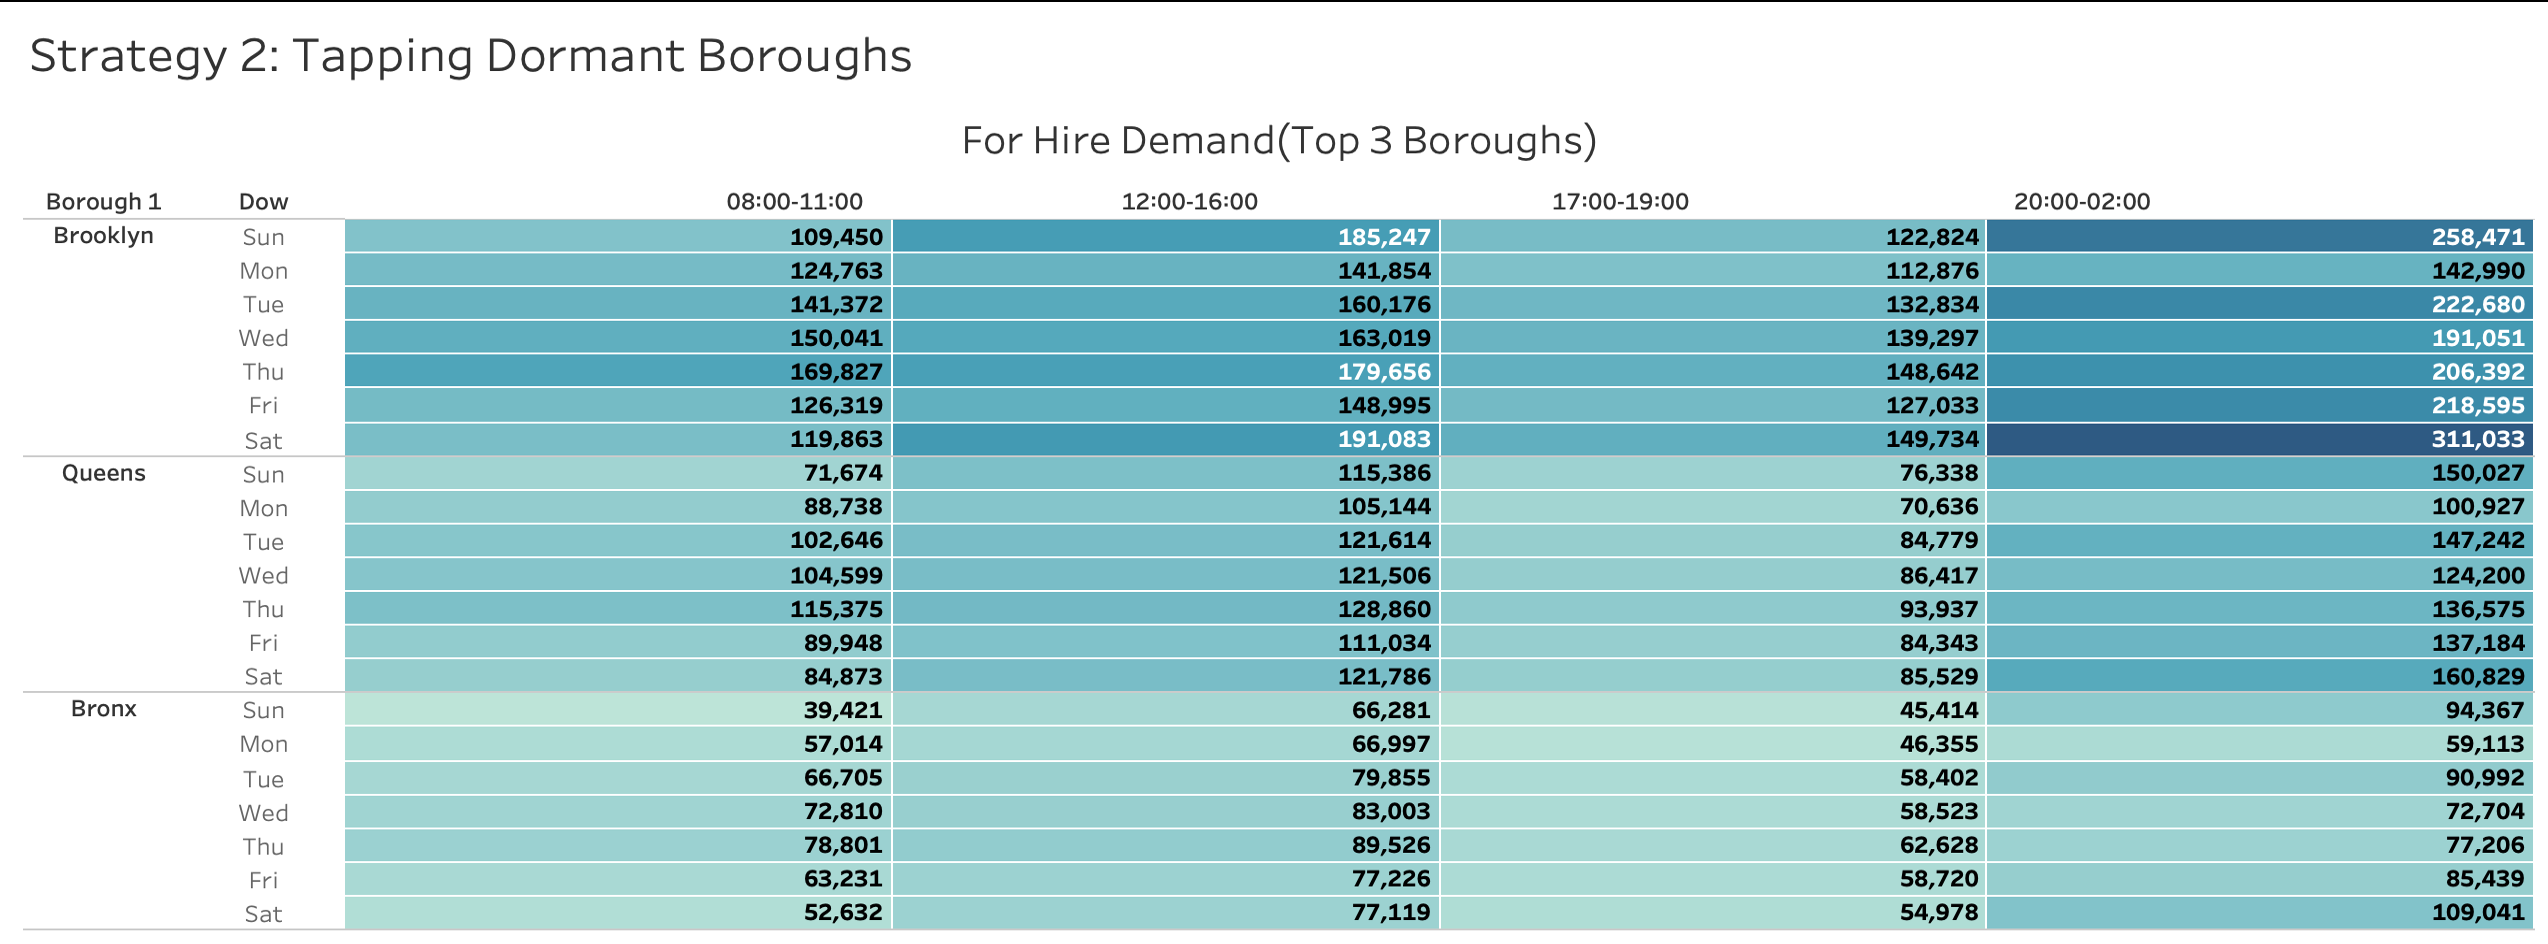 Strategy 2: Tapping Dormant Boroughs
For Hire Demand(Top 3 Boroughs)
Borough 1 Dow 08:00-11:00 12:00-16:00 17:00-19:00 20:00-02:00
Brooklyn Sun 109,450 185,247 122,824 258,471
Mon 124,763 141,854 112,876 142,990
Tue 141,372 160,176 132,834 222,680
Wed 150,041 163,019 139,297 191,051
Thu 169,827 179,656 148,642 206,392
Fri 126,319 148,995 127,033 218,595
Sat 119,863 191,083 149,734 311,033
Queens Sun 71,674 115,386 76,338 150,027
Mon 88,738 105,144 70,636 100,927
Tue 102,646 121,614 84,779 147,242
Wed 104,599 121,506 86,417 124,200
Thu 115,375 128,860 93,937 136,575
Fri 89,948 111,034 84,343 137,184
Sat 84,873 121,786 85,529 160,829
Bronx Sun 39,421 66,281 45,414 94,367
Mon 57,014 66,997 46,355 59,113
Tue 66,705 79,855 58,402 90,992
Wed 72,810 83,003 58,523 72,704
Thu 78,801 89,526 62,628 77,206
Fri 63,231 77,226 58,720 85,439
Sat 52,632 77,119 54,978 109,041